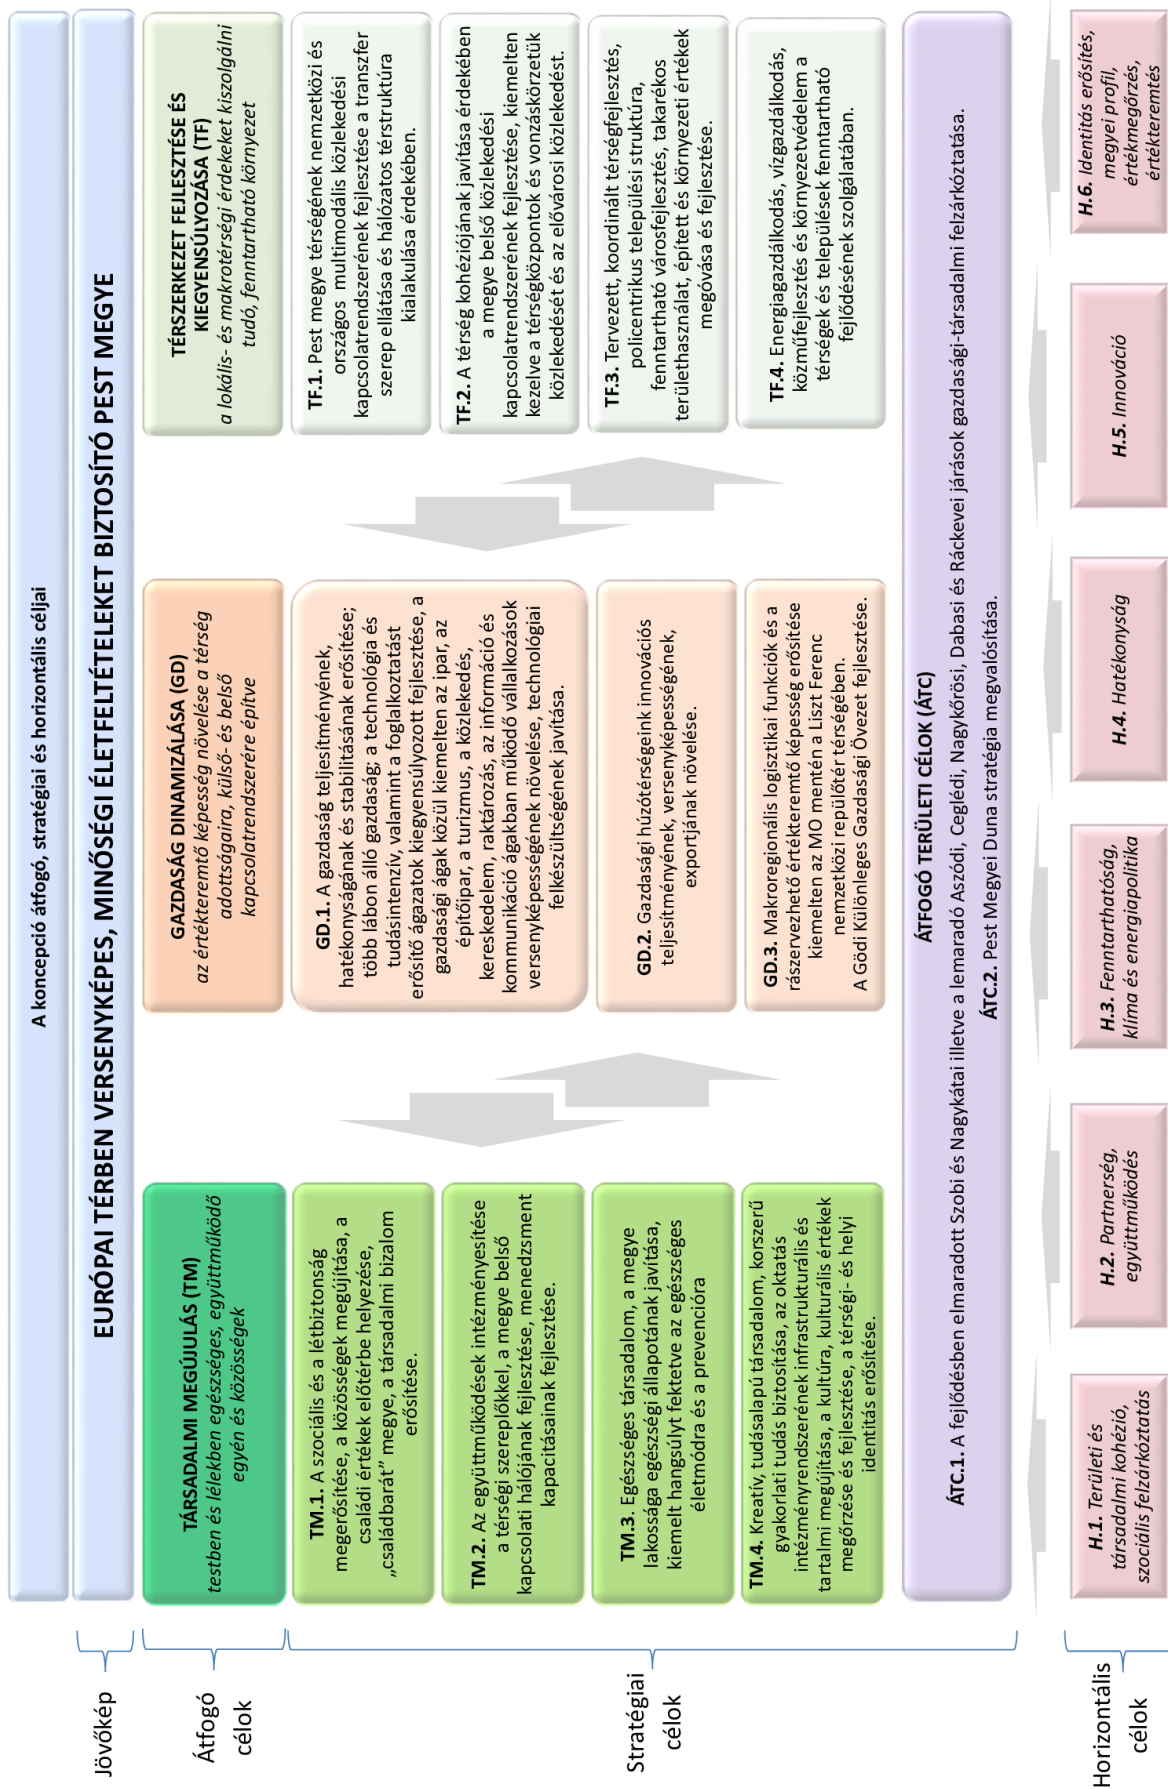 A koncepció átfogó, stratégiai és horizontális céljai
Jövőkép
EURÓPAI TÉRBEN VERSENYKÉPES, MINŐSÉGI ÉLETFELTÉTELEKET BIZTOSÍTÓ PEST MEGYE
Átfogó
célok
TÁRSADALMI MEGÚJULÁS (TM)
testben és lélekben egészséges, együttműködő
egyén és közösségek
GAZDASÁG DINAMIZÁLÁSA (GD)
az értékteremtő képesség növelése a térség
adottságaira, külső- és belső
kapcsolatrendszerére építve
TÉRSZERKEZET FEJLESZTÉSE ÉS
KIEGYENSÚLYOZÁSA (TF)
a lokális- és makrotérségi érdekeket kiszolgálni
tudó, fenntartható környezet
Stratégiai
célok
TM.1. A szociális és a létbiztonság
megerősítése, a közösségek megújítása, a
családi értékek előtérbe helyezése,
„családbarát” megye, a társadalmi bizalom
erősítése.
TM.2. Az együttműködések intézményesítése
a térségi szereplőkkel, a megye belső
kapcsolati hálójának fejlesztése, menedzsment
kapacitásainak fejlesztése.
TM.3. Egészséges társadalom, a megye
lakossága egészségi állapotának javítása,
kiemelt hangsúlyt fektetve az egészséges
életmódra és a prevencióra
TM.4. Kreatív, tudásalapú társadalom, korszerű
gyakorlati tudás biztosítása, az oktatás
intézményrendszerének infrastrukturális és
tartalmi megújítása, a kultúra, kulturális értékek
megőrzése és fejlesztése, a térségi- és helyi
identitás erősítése.
GD.1. A gazdaság teljesítményének,
hatékonyságának és stabilitásának erősítése;
több lábon álló gazdaság; a technológia és
tudásintenzív, valamint a foglalkoztatást
erősítő ágazatok kiegyensúlyozott fejlesztése, a
gazdasági ágak közül kiemelten az ipar, az
építőipar, a turizmus, a közlekedés,
kereskedelem, raktározás, az információ és
kommunikáció ágakban működő vállalkozások
versenyképességének növelése, technológiai
felkészültségének javítása.
GD.2. Gazdasági húzótérségeink innovációs
teljesítményének, versenyképességének,
exportjának növelése.
GD.3. Makroregionális logisztikai funkciók és a
rászervezhető értékteremtő képesség erősítése
kiemelten az MO mentén a Liszt Ferenc
nemzetközi repülőtér térségében.
A Gödi Különleges Gazdasági Övezet fejlesztése.
TF.1. Pest megye térségének nemzetközi és
országos multimodális közlekedési
kapcsolatrendszerének fejlesztése a transzfer
szerep ellátása és hálózatos térstruktúra
kialakulása érdekében.
TF.2. A térség kohéziójának javítása érdekében
a megye belső közlekedési
kapcsolatrendszerének fejlesztése, kiemelten
kezelve a térségközpontok és vonzáskörzetük
közlekedését és az elővárosi közlekedést.
TF.3. Tervezett, koordinált térségfejlesztés,
policentrikus települési struktúra,
fenntartható városfejlesztés, takarékos
területhasználat, épített és környezeti értékek
megóvása és fejlesztése.
TF.4. Energiagazdálkodás, vízgazdálkodás,
közműfejlesztés és környezetvédelem a
térségek és települések fenntartható
fejlődésének szolgálatában.
ÁTFOGÓ TERÜLETI CÉLOK (ÁTC)
ÁTC.1. A fejlődésben elmaradott Szobi és Nagykátai illetve a lemaradó Aszódi, Ceglédi, Nagykőrösi, Dabasi és Ráckevei járások gazdasági-társadalmi felzárkóztatása.
ÁTC.2. Pest Megyei Duna stratégia megvalósítása.
Horizontális
célok
H.1. Területi és
társadalmi kohézió,
szociális felzárkóztatás
H.2. Partnerség,
együttműködés
H.3. Fenntarthatóság,
klíma és energiapolitika
H.4. Hatékonyság
H.5. Innováció
H.6. Identitás erősítés,
megyei profil,
értékmegőrzés,
értékteremtés